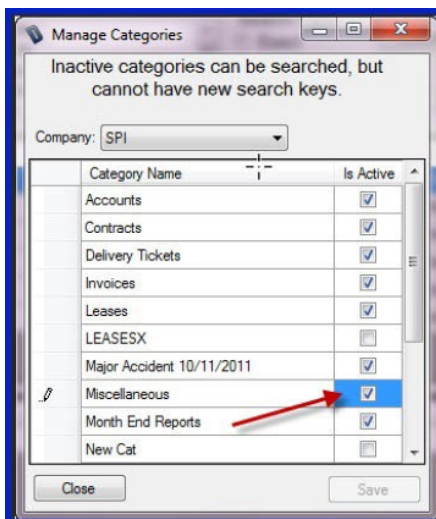 Manage Categories
Inactive categories can be searched, but
cannot have new search keys.
Company: SPI
Category Name Is Active
Accounts
Contracts
Delivery Tickets
Invoices
Leases
LEASESX
Major Accident 10/11/2011
Miscellaneous
Month End Reports
New Cat
Close Save